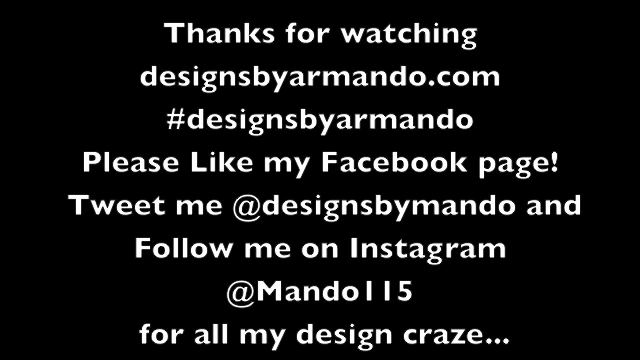 Thanks for watching
designsbyarmando.com
#designsbyarmando
Please Like my Facebook page!
Tweet me @designsbymando and
Follow me on Instagram
@Mando115
for all my design craze...